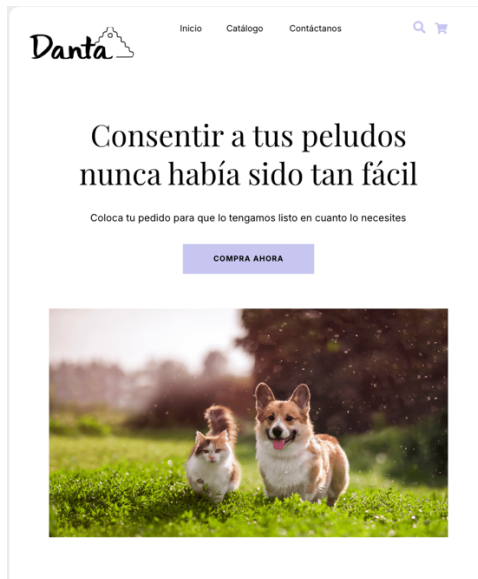 Danta
Inicio Catálogo Contáctanos
Consentir a tus peludos
nunca había sido tan fácil
Coloca tu pedido para que lo tengamos listo en cuanto lo necesites
COMPRA AHORA